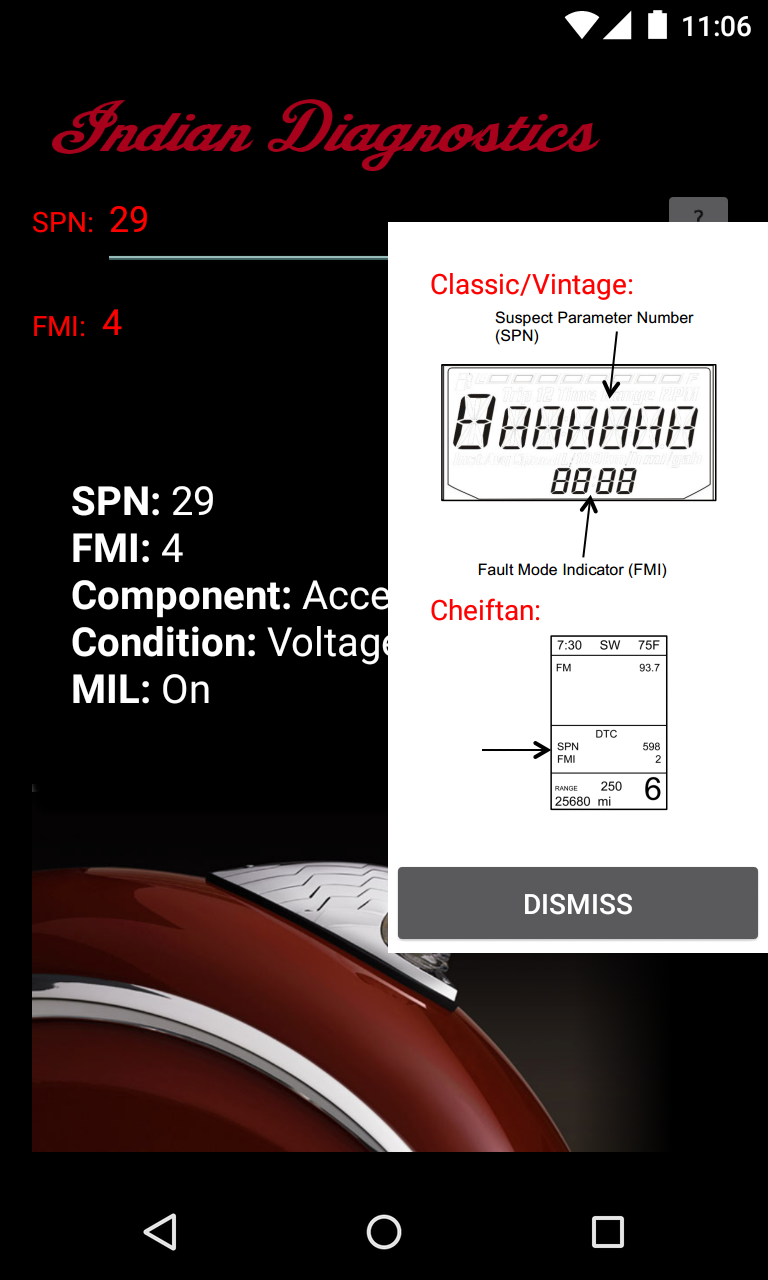 11:06
Indian Diagnostics
SPN: 29
?
FMI: 4
SPN: 29
FMI: 4
Component: Acce
Condition: Voltage
MIL: On
Classic/Vintage:
Suspect Parameter Number
(SPN)
8888
Fault Mode Indicator (FMI)
Cheiftan:
7:30 SW 75F
FM 93.7
DTC
SPN 598
FMI 2
RANGE 250 6
25680 mi
DISMISS